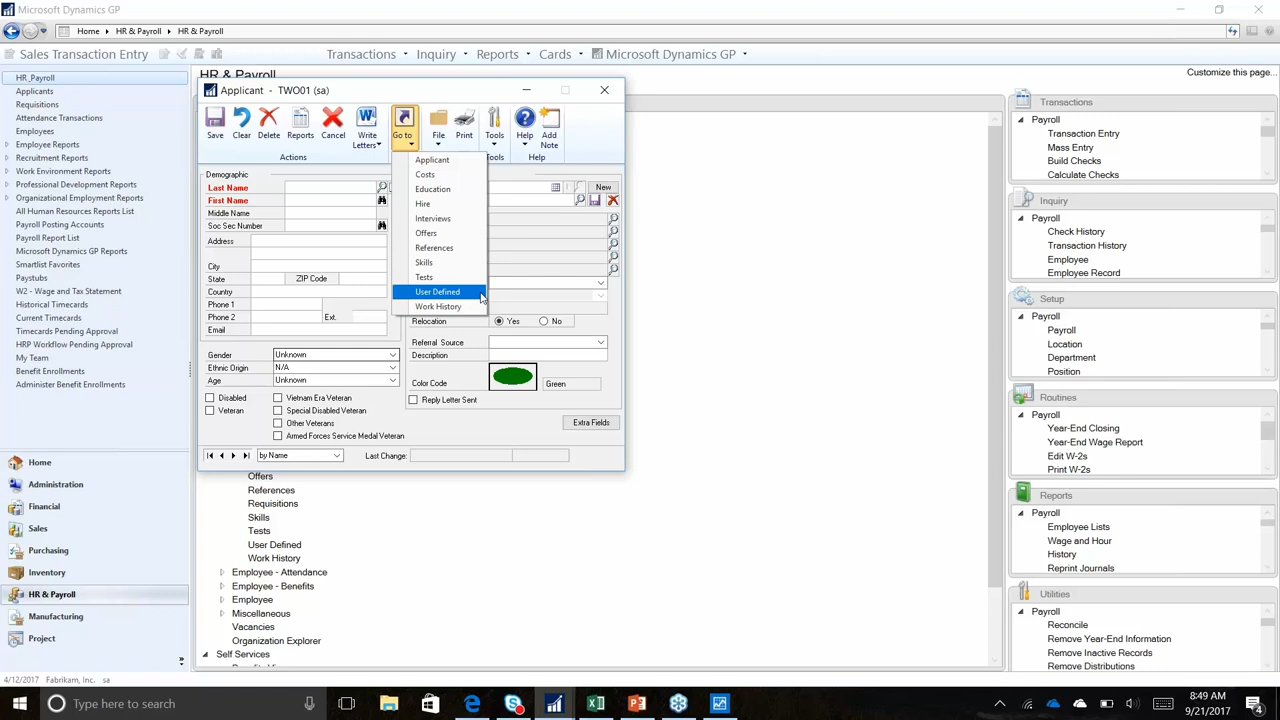 Microsoft Dynamics GP
Home
HR & Payroll
HR & Payroll
Sales Transaction Entry
Transactions
Inquiry
Reports
Cards
Microsoft Dynamics GP
HR_Payroll
Applicants
Requisitions
Attendance Transactions
Employees
Employee Reports
Recruitment Reports
Work Environment Reports
Professional Development Reports
Organizational Employment Reports
All Human Resources Reports List
Payroll Posting Accounts
Payroll Report List
Microsoft Dynamics GP Reports
Smartlist Favorites
Paystubs
W2 - Wage and Tax Statement
Historical Timecards
Current Timecards
Timecards Pending Approval
HRP Workflow Pending Approval
My Team
Benefit Enrollments
Administer Benefit Enrollments
Home
Administration
Financial
Sales
Purchasing
Inventory
HR & Payroll
Manufacturing
Project
4/12/2017
Fabrikam, Inc.
sa
HR & Payroll
Customize this page...
Applicant - TWO01 (sa)
Save
Clear
Delete
Reports
Cancel
Write Letters
Go to
File
Print
Tools
Help
Add Note
Actions
Tools
Help
Applicant
Costs
Education
Hire
Interviews
Offers
References
Skills
Tests
User Defined
Work History
Demographic
Last Name
First Name
Middle Name
Soc Sec Number
Address
City
State
ZIP Code
Country
Phone 1
Phone 2
Ext.
Email
New
Relocation
Yes
No
Referral Source
Description
Color Code
Green
Reply Letter Sent
Gender
Unknown
Ethnic Origin
N/A
Age
Unknown
Disabled
Vietnam Era Veteran
Veteran
Special Disabled Veteran
Other Veterans
Armed Forces Service Medal Veteran
Extra Fields
by Name
Last Change:
Offers
References
Requisitions
Skills
Tests
User Defined
Work History
Employee - Attendance
Employee - Benefits
Employee
Miscellaneous
Vacancies
Organization Explorer
Self Services
Transactions
Payroll
Transaction Entry
Mass Entry
Build Checks
Calculate Checks
Inquiry
Payroll
Check History
Transaction History
Employee
Employee Record
Setup
Payroll
Location
Department
Position
Routines
Payroll
Year-End Closing
Year-End Wage Report
Edit W-2s
Print W-2s
Reports
Payroll
Employee Lists
Wage and Hour
History
Reprint Journals
Utilities
Payroll
Reconcile
Remove Year-End Information
Remove Inactive Records
Remove Distributions
Type here to search
8:49 AM
9/21/2017